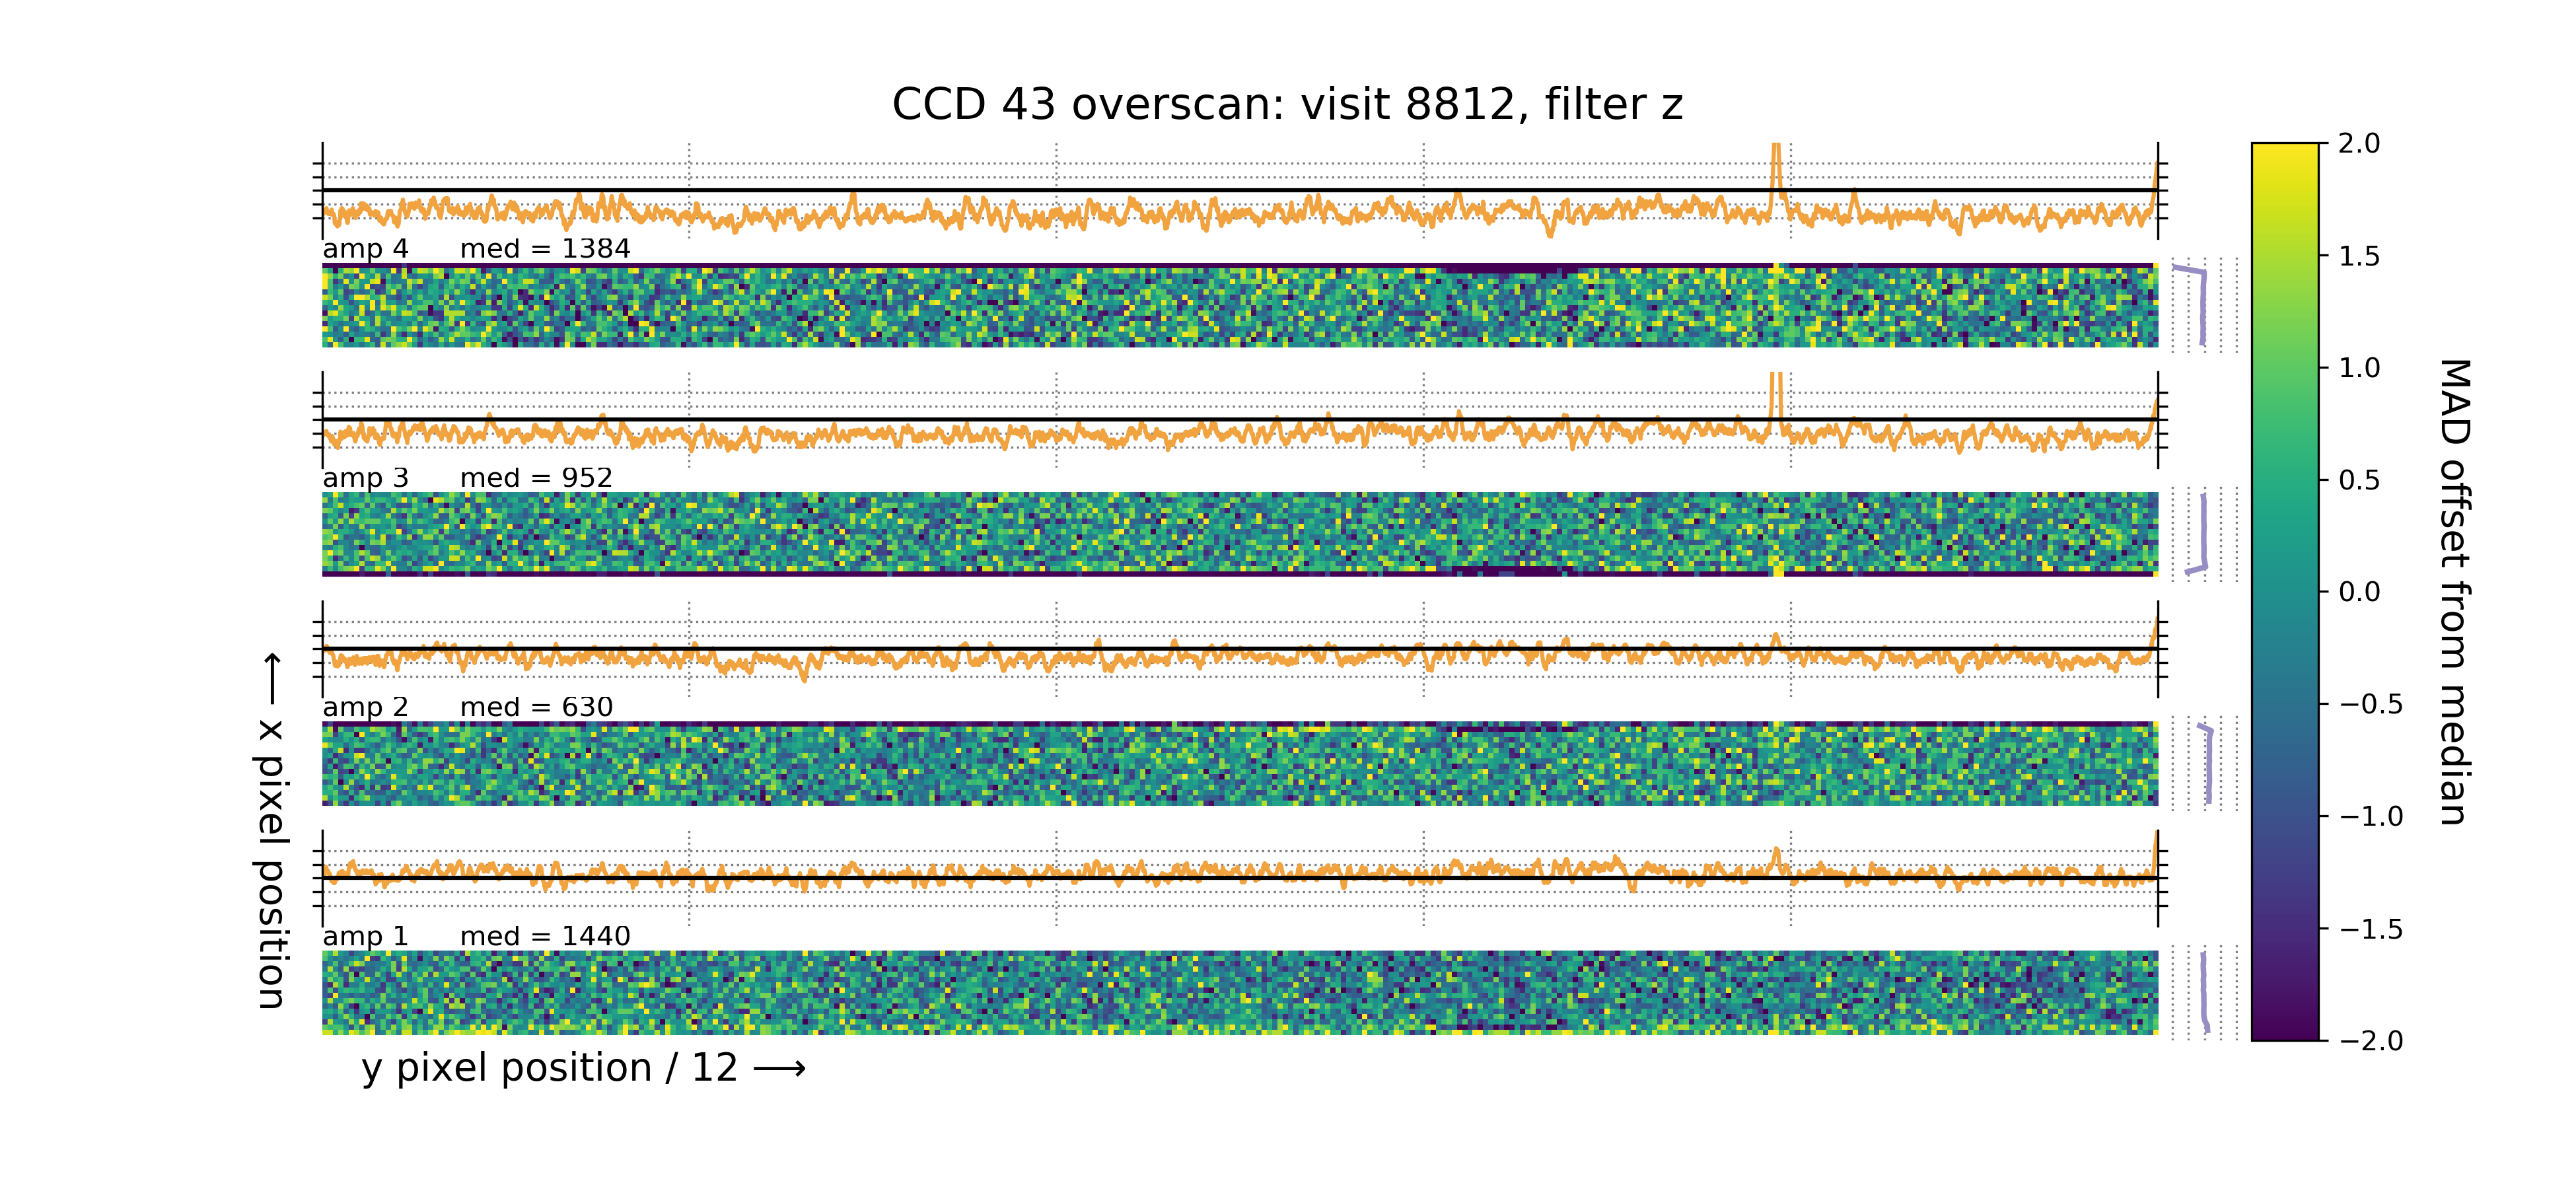 CCD 43 overscan: visit 8812, filter z
amp 4 med = 1384
amp 3 med = 952
amp 2 med = 630
amp 1 med = 1440
⟵ x pixel position
y pixel position / 12 ⟶
2.0
1.5
1.0
0.5
0.0
−0.5
−1.0
−1.5
−2.0
MAD offset from median